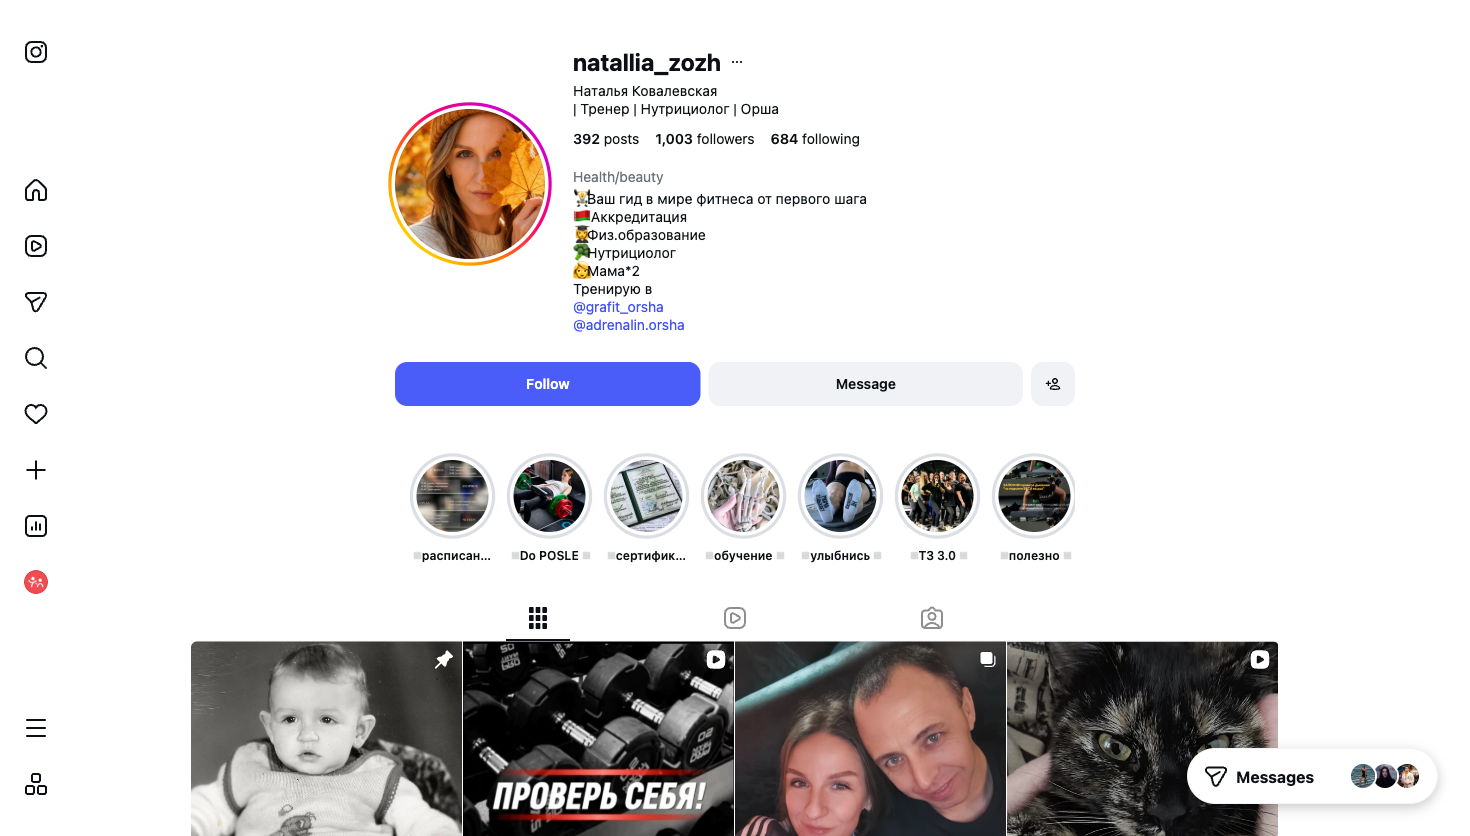 natallia_zozh ...
Наталья Ковалевская
| Тренер | Нутрициолог | Орша
392 posts 1,003 followers 684 following
Health/beauty
Ваш гид в мире фитнеса от первого шага
Аккредитация
Физ.образование
Нутрициолог
Мама*2
Тренирую в
@grafit_orsha
@adrenalin.orsha
Follow Message
расписан... Do POSLE сертифик... обучение улыбнись ТЗ 3.0 полезно
ПРОВЕРЬ СЕБЯ!
Messages